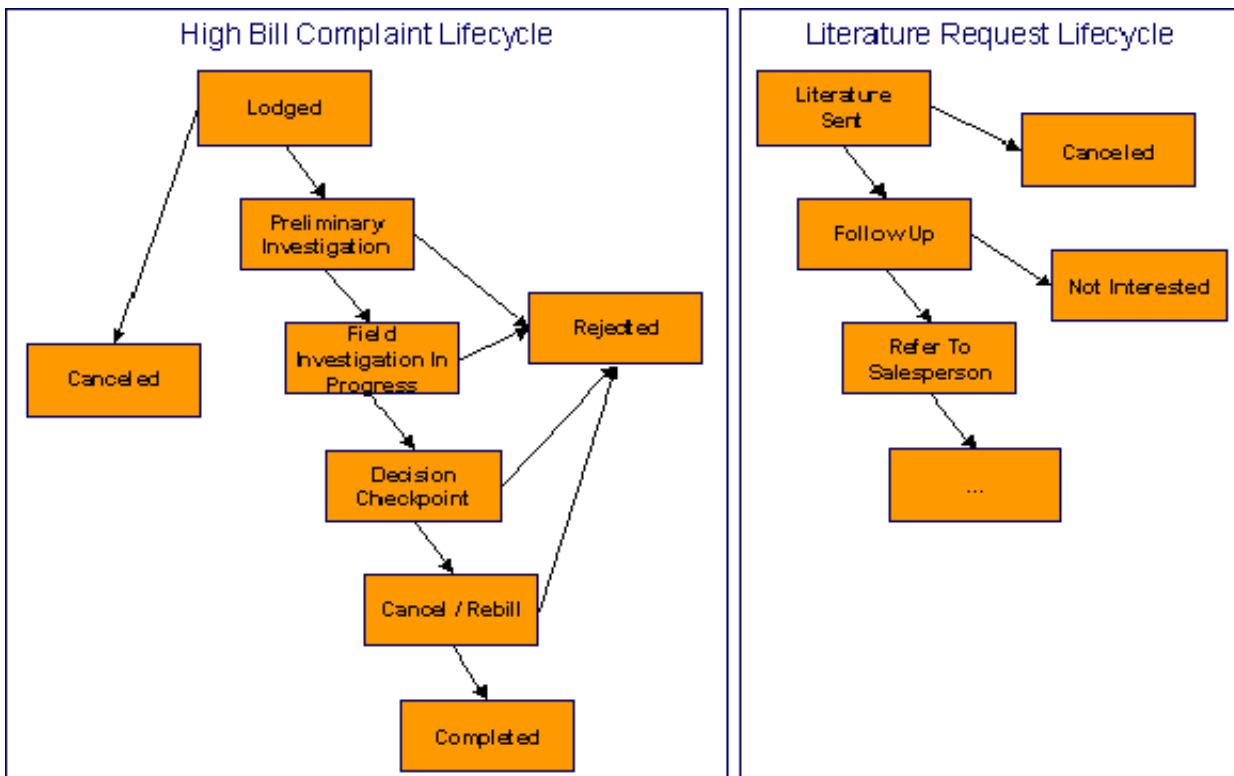 High Bill Complaint Lifecycle
Lodged
Preliminary
Investigation
Field
Investigation In
Progress
Rejected
Canceled
Decision
Checkpoint
Cancel / Rebill
Completed
Literature Request Lifecycle
Literature
Sent
Canceled
Follow Up
Not Interested
Refer To
Salesperson
...